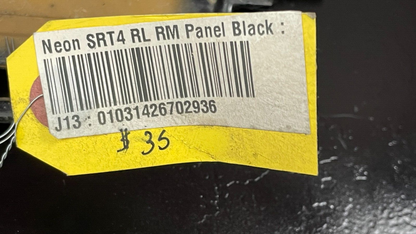 Neon SRT4 RL RM Panel Black :
J13 : 01031426702936
$ 35